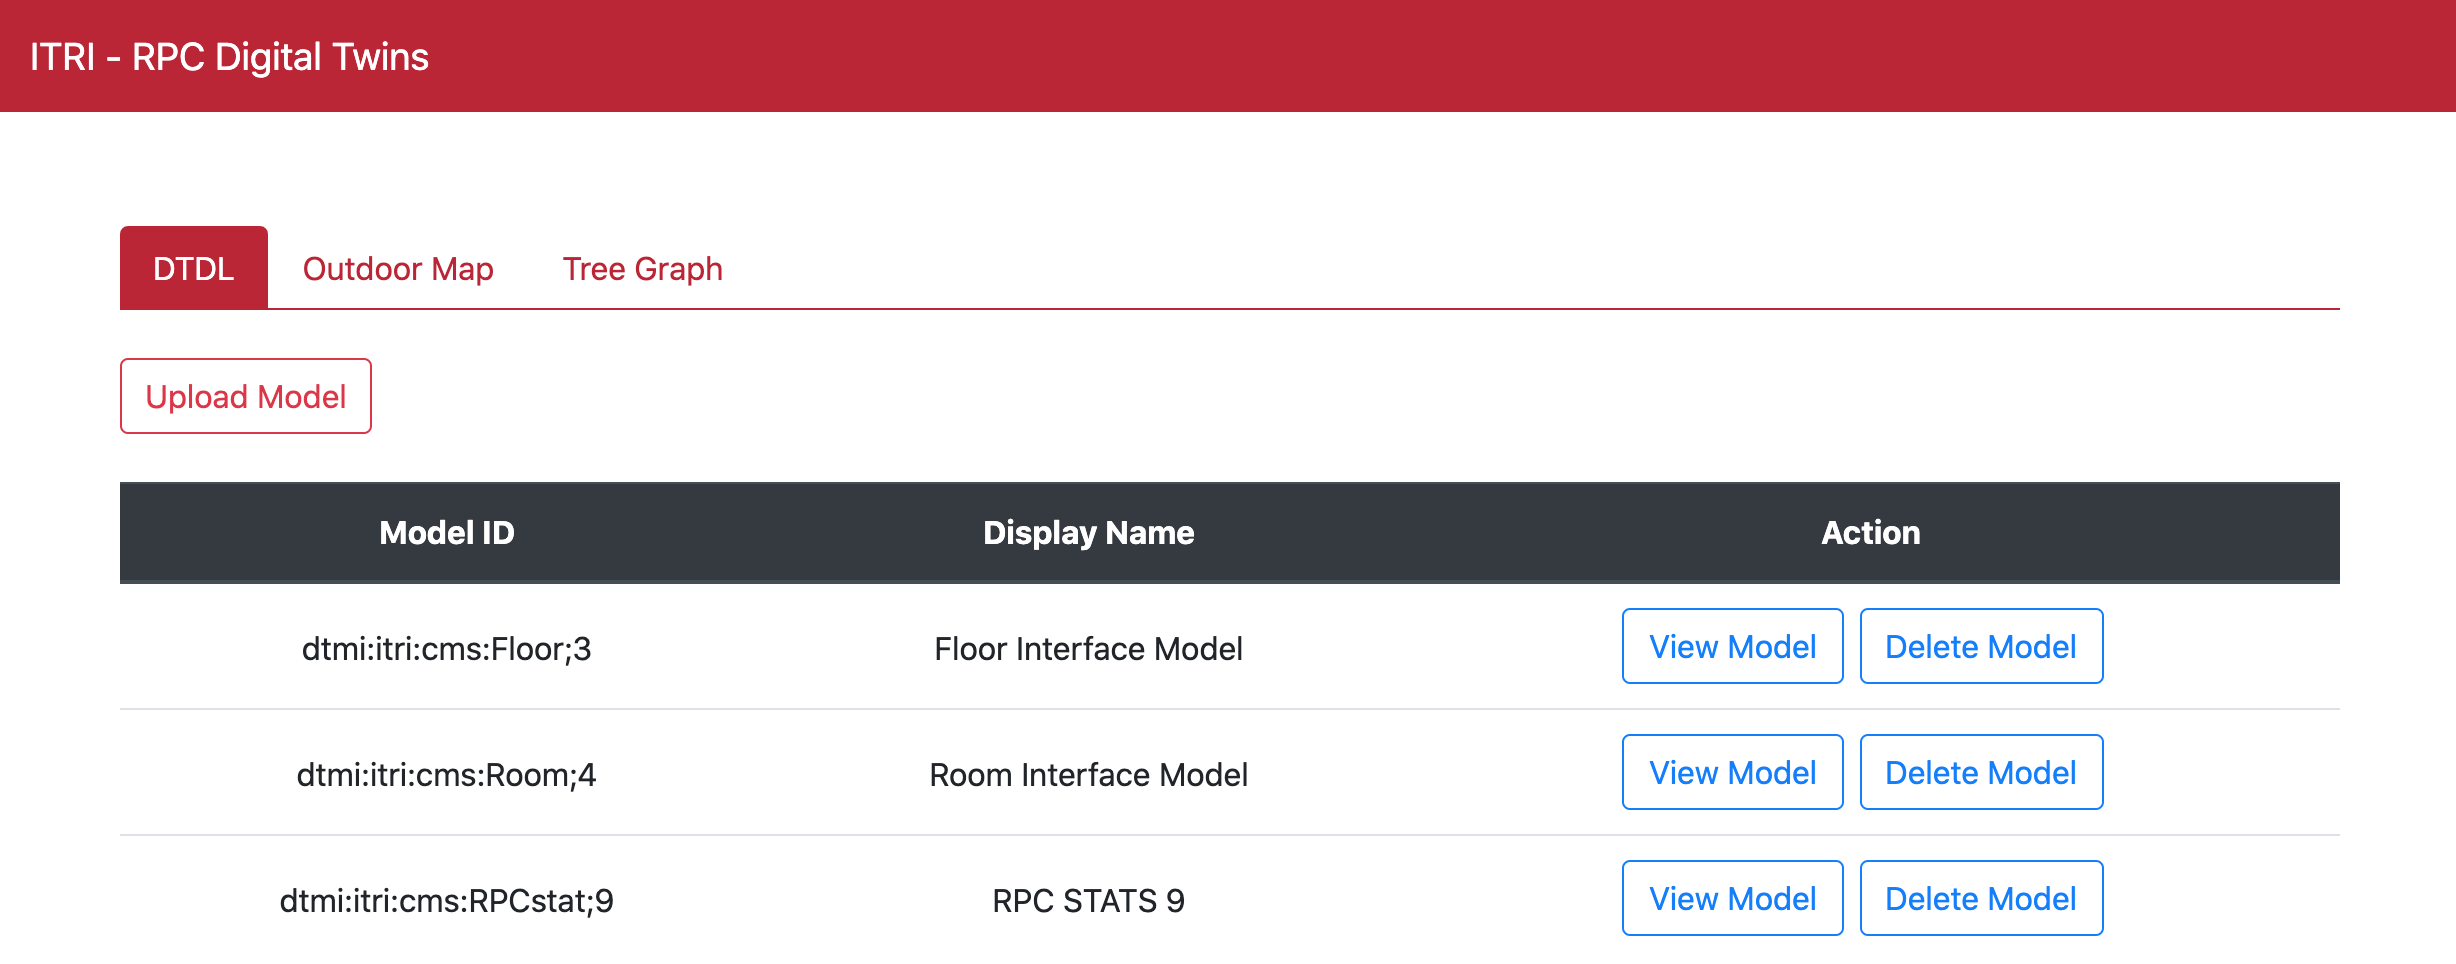 ITRI - RPC Digital Twins
DTDL Outdoor Map Tree Graph
Upload Model
Model ID Display Name Action
dtmi:itri:cms:Floor;3 Floor Interface Model View Model Delete Model
dtmi:itri:cms:Room;4 Room Interface Model View Model Delete Model
dtmi:itri:cms:RPCstat;9 RPC STATS 9 View Model Delete Model